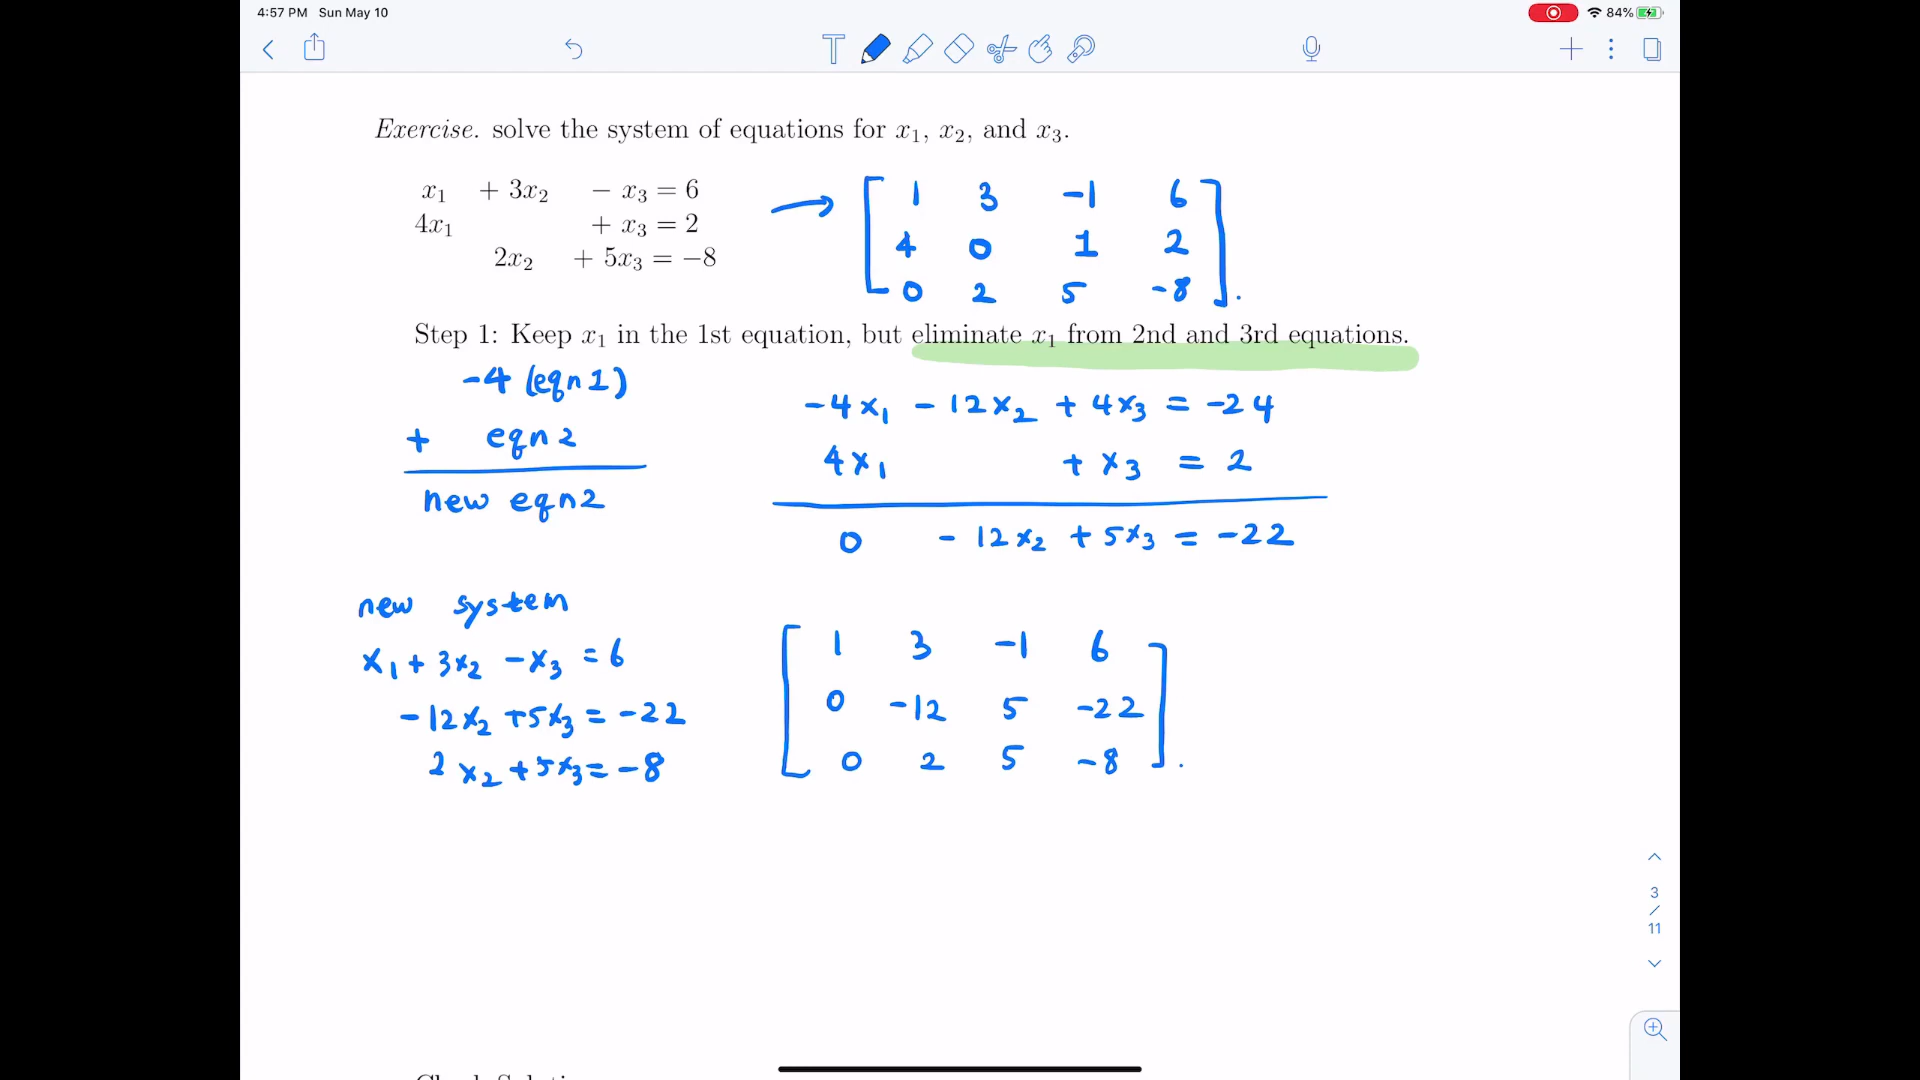 4:57 PM Sun May 10 84%
Exercise. solve the system of equations for x₁, x₂, and x₃.
x₁ + 3x₂ − x₃ = 6
4x₁ + x₃ = 2
2x₂ + 5x₃ = −8
→ [ 1 3 -1 6
4 0 1 2
0 2 5 -8 ].
Step 1: Keep x₁ in the 1st equation, but eliminate x₁ from 2nd and 3rd equations.
-4 (eqn 1)
+ eqn 2
new eqn 2
-4x₁ - 12x₂ + 4x₃ = -24
4x₁ + x₃ = 2
0 - 12x₂ + 5x₃ = -22
new system
x₁ + 3x₂ - x₃ = 6
-12x₂ + 5x₃ = -22
2x₂ + 5x₃ = -8
[ 1 3 -1 6
0 -12 5 -22
0 2 5 -8 ].
3
/
11